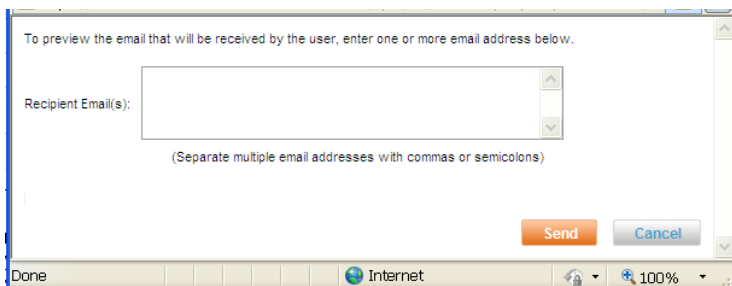 To preview the email that will be received by the user, enter one or more email address below.
Recipient Email(s):
(Separate multiple email addresses with commas or semicolons)
Send Cancel
Done Internet 100%